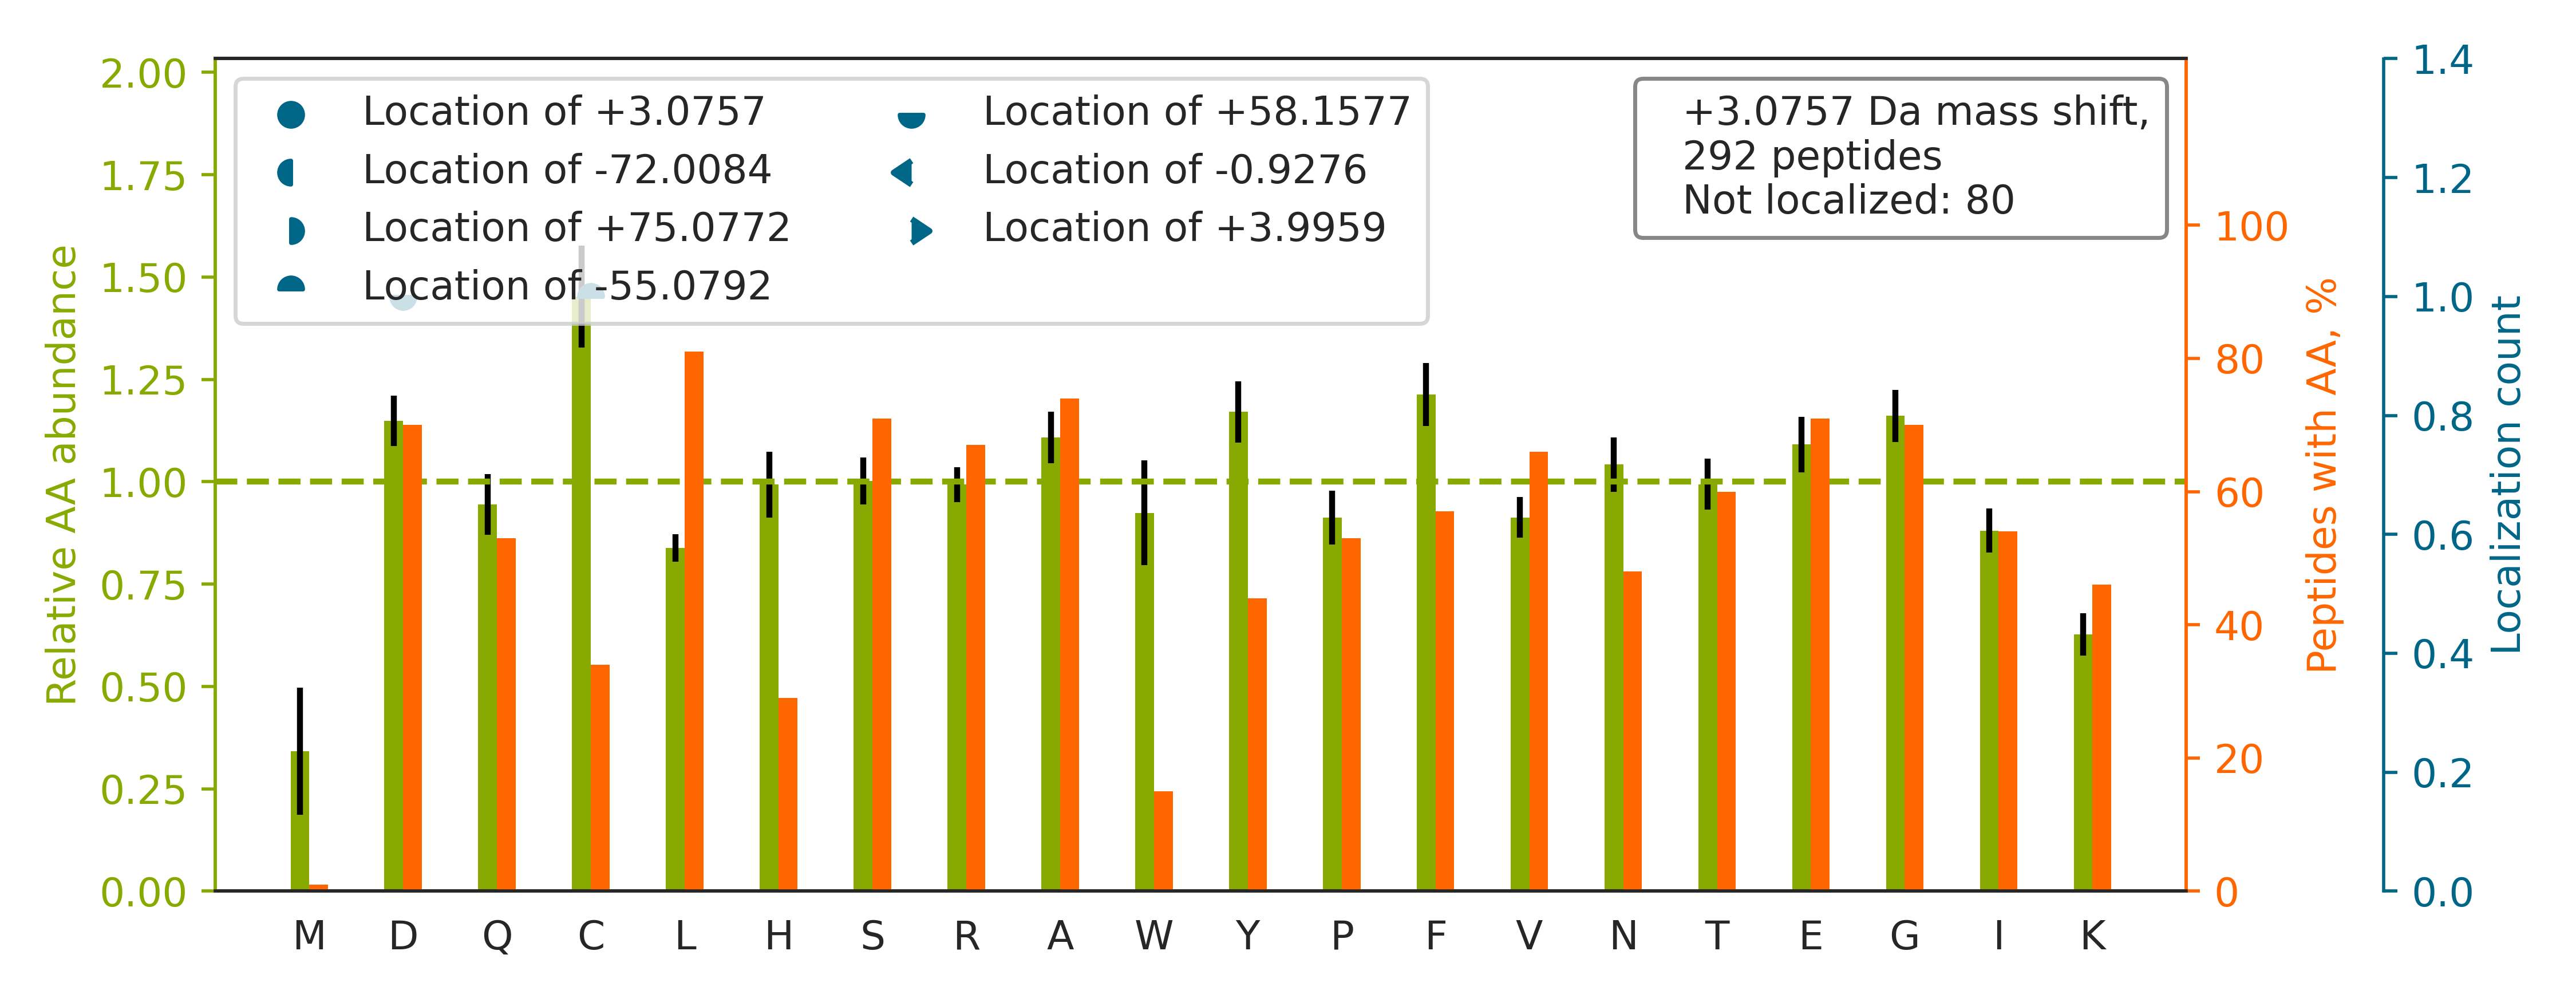 2.00
1.75
1.50
1.25
1.00
0.75
0.50
0.25
0.00
Relative AA abundance
Location of +3.0757
Location of -72.0084
Location of +75.0772
Location of -55.0792
Location of +58.1577
Location of -0.9276
Location of +3.9959
+3.0757 Da mass shift,
292 peptides
Not localized: 80
100
80
60
40
20
0
Peptides with AA, %
1.4
1.2
1.0
0.8
0.6
0.4
0.2
0.0
Localization count
M D Q C L H S R A W Y P F V N T E G I K